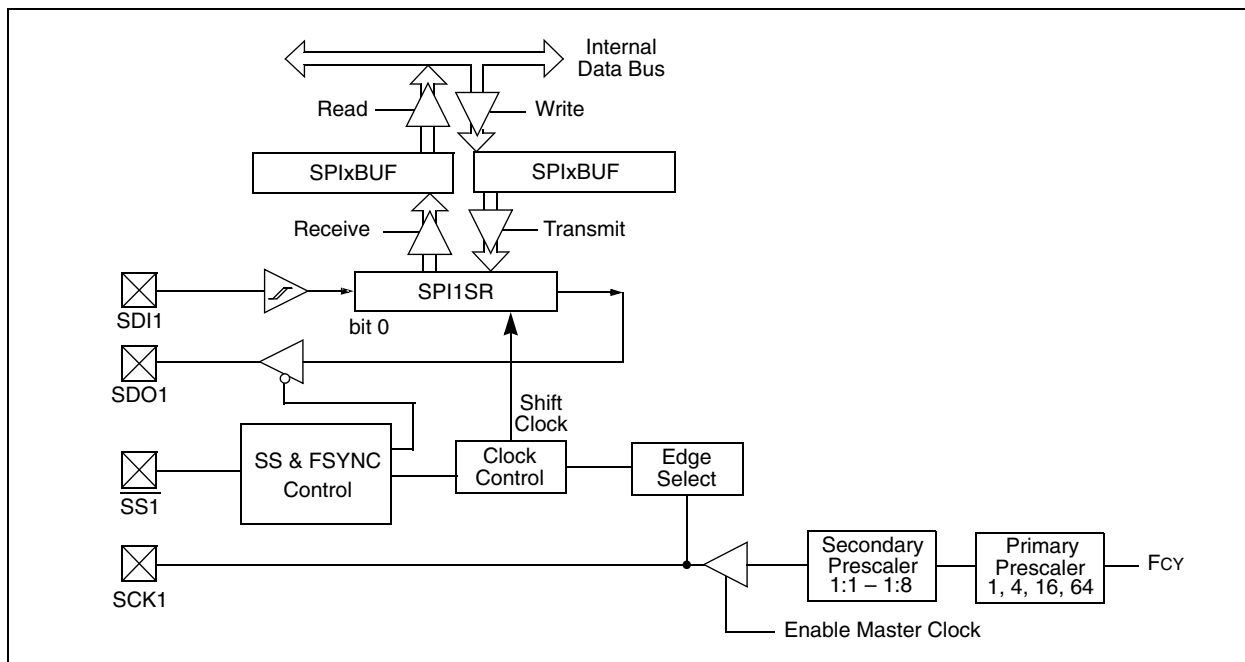 Internal
Data Bus
Read
Write
SPIxBUF
SPIxBUF
Receive
Transmit
SPI1SR
SDI1
bit 0
SDO1
Shift
Clock
SS & FSYNC
Control
Clock
Control
Edge
Select
SS1
Secondary
Prescaler
1:1 – 1:8
Primary
Prescaler
1, 4, 16, 64
FCY
SCK1
Enable Master Clock